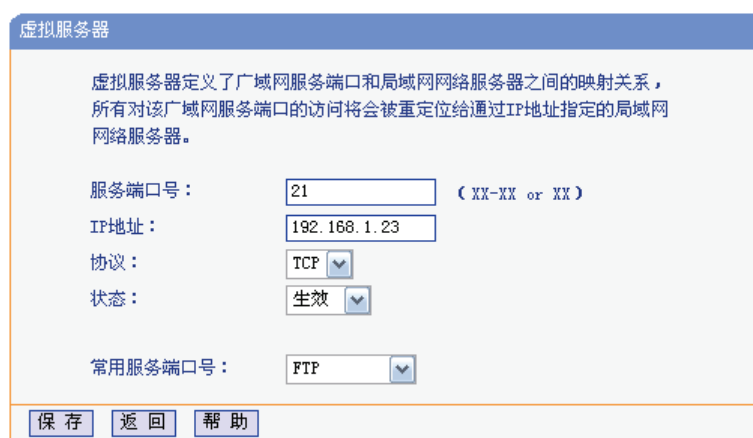 虚拟服务器
虚拟服务器定义了广域网服务端口和局域网网络服务器之间的映射关系，
所有对该广域网服务端口的访问将会被重定位给通过IP地址指定的局域网
网络服务器。
服务端口号： 21 （XX-XX or XX）
IP地址： 192.168.1.23
协议： TCP
状态： 生效
常用服务端口号： FTP
保 存 返 回 帮 助